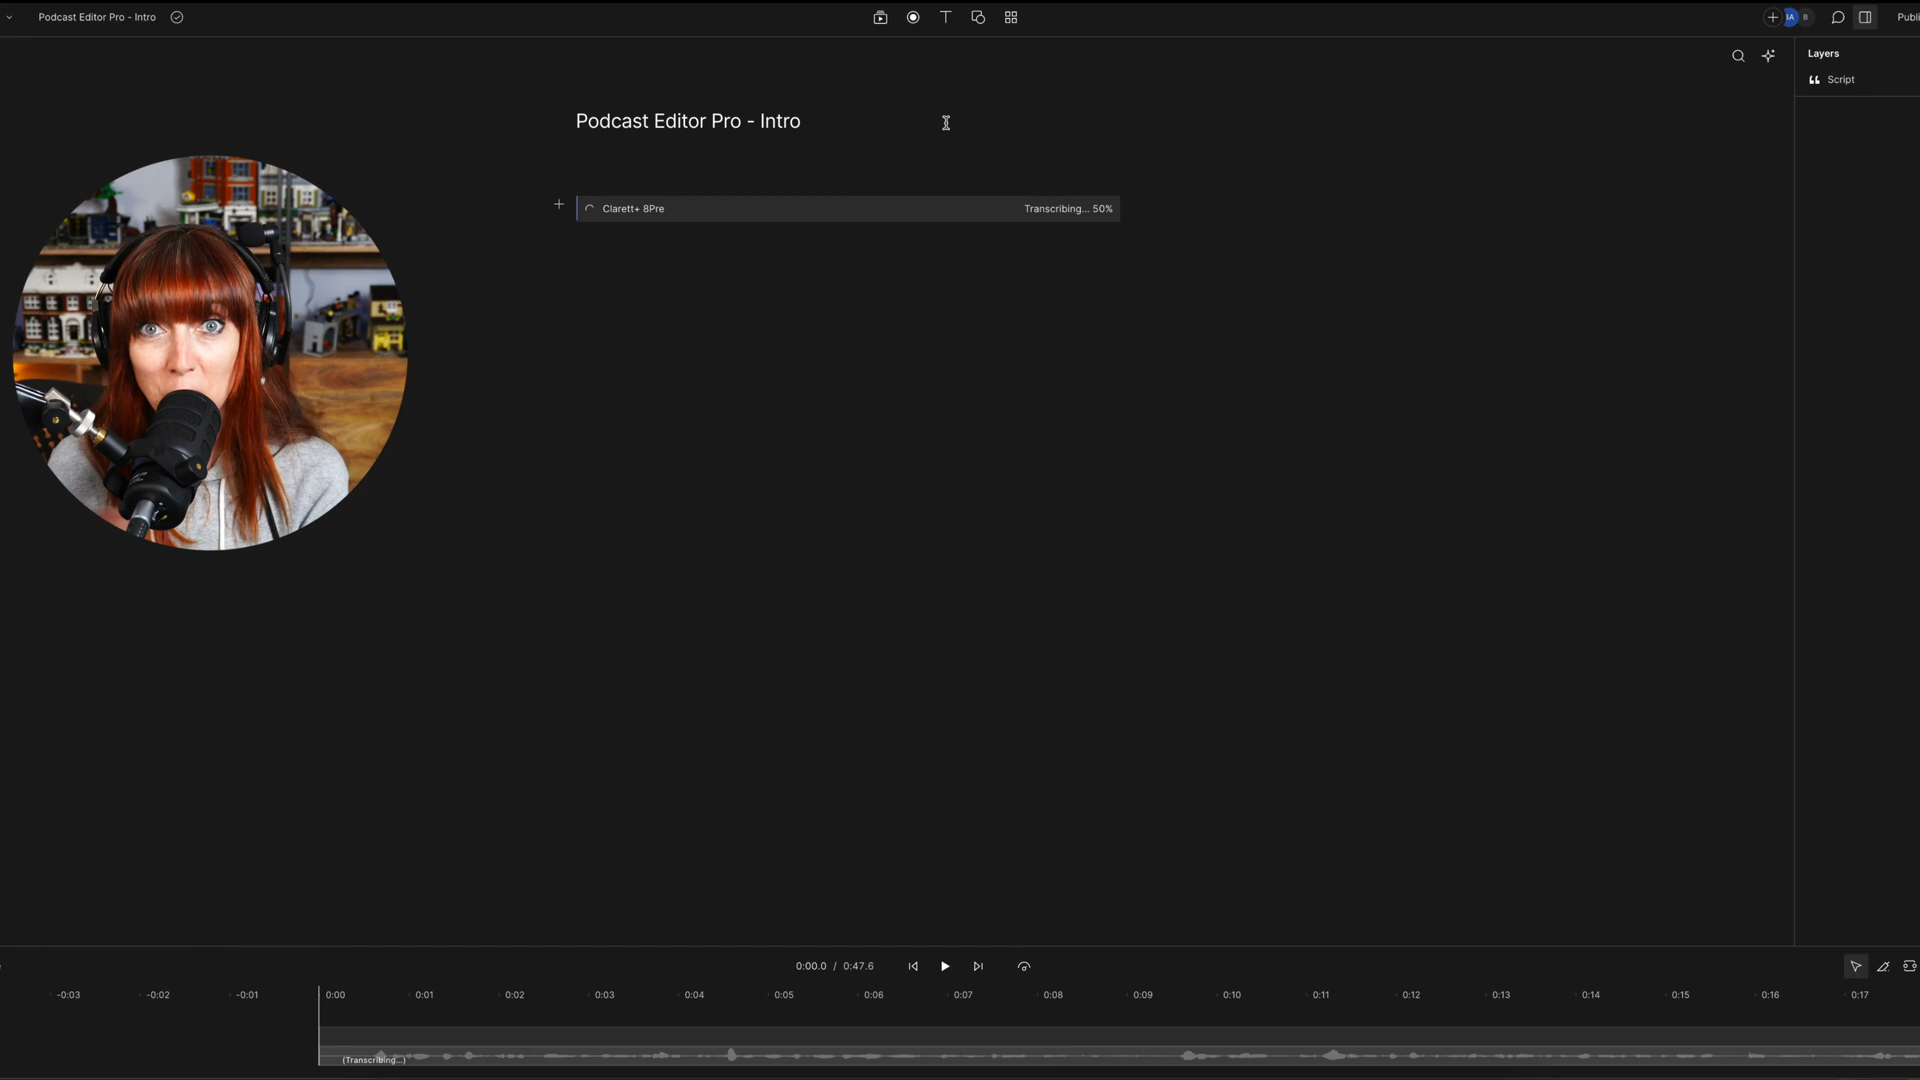 Podcast Editor Pro - Intro
BA B
Publi
Layers
Script
Podcast Editor Pro - Intro
Clarett+ 8Pre Transcribing... 50%
0:00.0 / 0:47.6
-0:03 -0:02 -0:01 0:00 0:01 0:02 0:03 0:04 0:05 0:06 0:07 0:08 0:09 0:10 0:11 0:12 0:13 0:14 0:15 0:16 0:17
(Transcribing...)